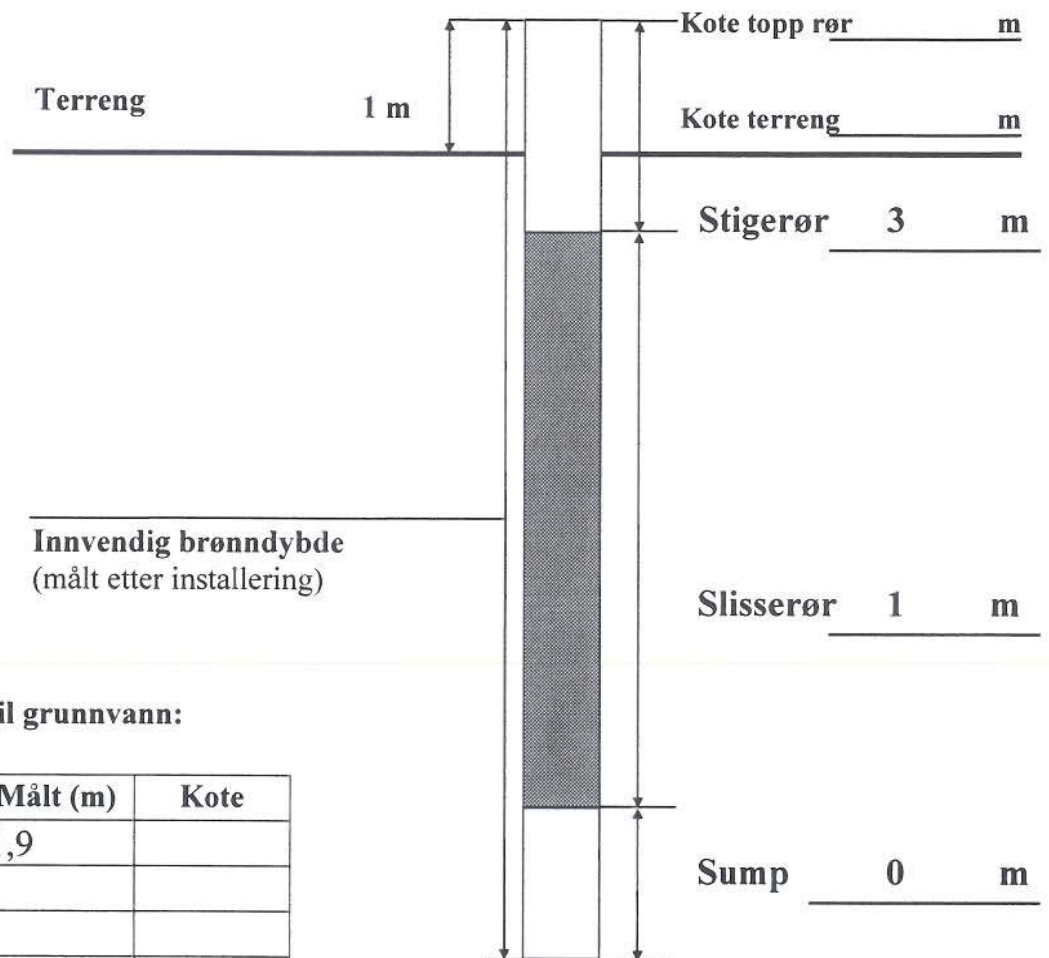 Kote topp rør m
Terreng 1 m
Kote terreng m
Stigerør 3 m
Innvendig brønndybde
(målt etter installering)
Slisserør 1 m
grunnvann:
Målt (m) Kote
,9
Sump 0 m